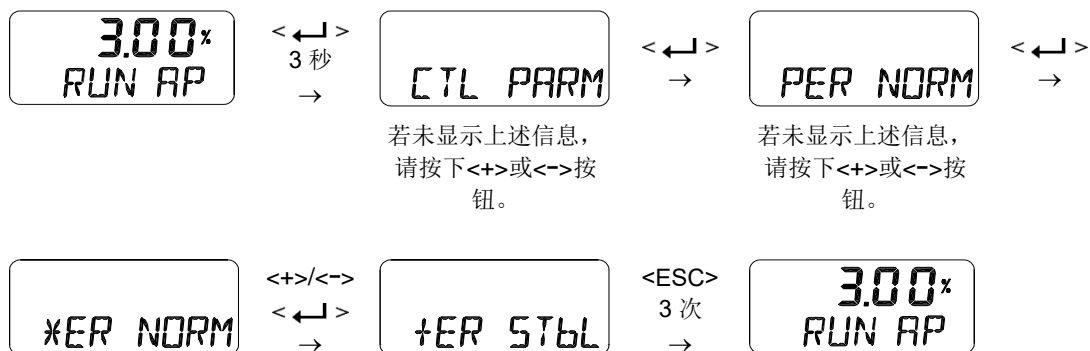 3.00%
RUN AP
< ↵ >
3 秒
→
CTL PARM
若未显示上述信息，
请按下<+>或<->按
钮。
< ↵ >
→
PER NORM
若未显示上述信息，
请按下<+>或<->按
钮。
< ↵ >
→
*ER NORM
<+>/<->
< ↵ >
→
+ER STbL
<ESC>
3 次
→
3.00%
RUN AP